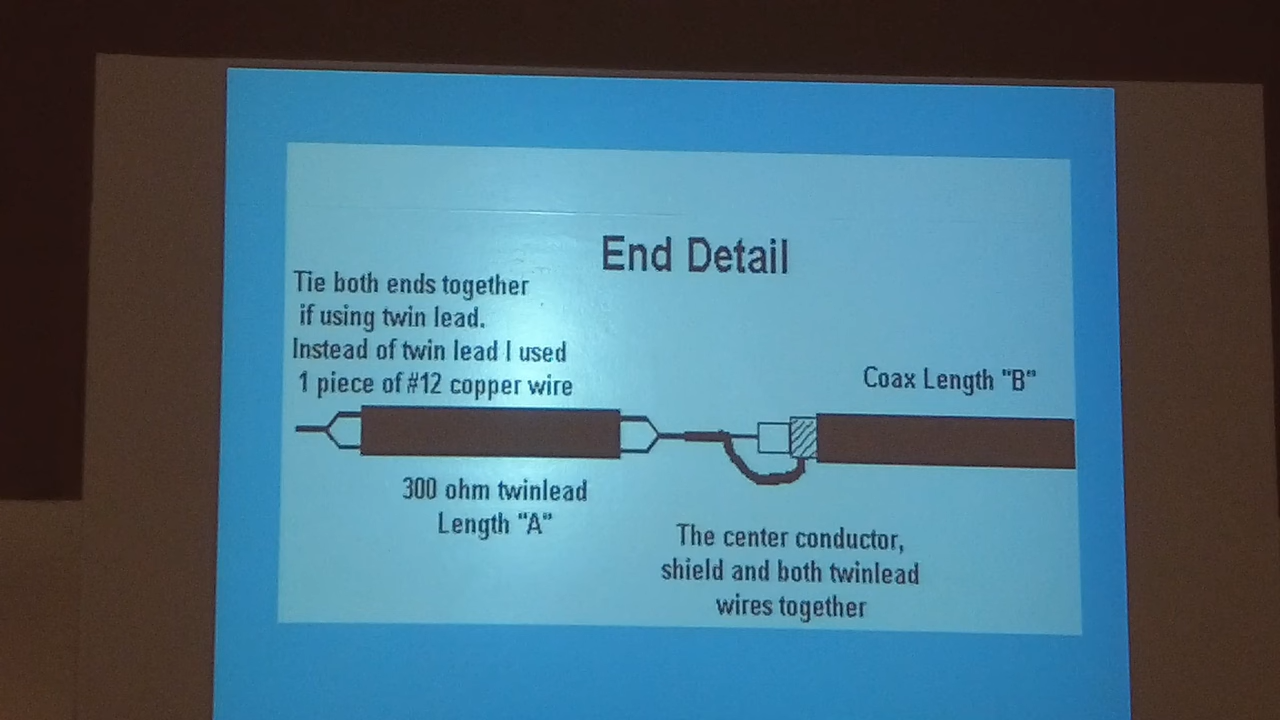 End Detail
Tie both ends together
if using twin lead.
Instead of twin lead I used
1 piece of #12 copper wire
Coax Length "B"
300 ohm twinlead
Length "A"
The center conductor,
shield and both twinlead
wires together